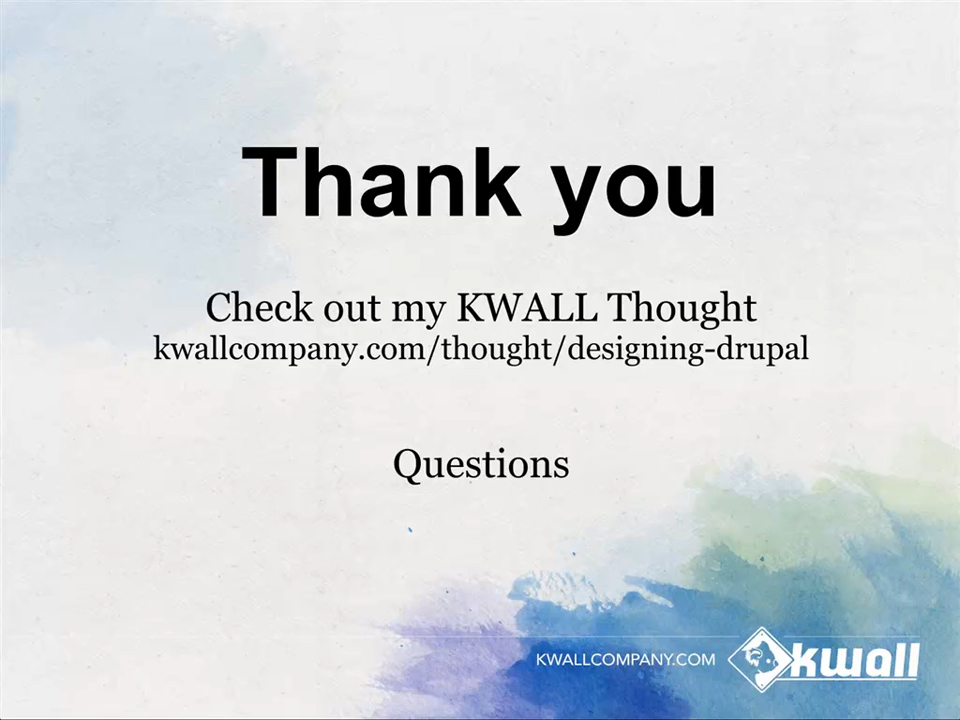 Thank you
Check out my KWALL Thought
kwallcompany.com/thought/designing-drupal
Questions
KWALLCOMPANY.COM kwall